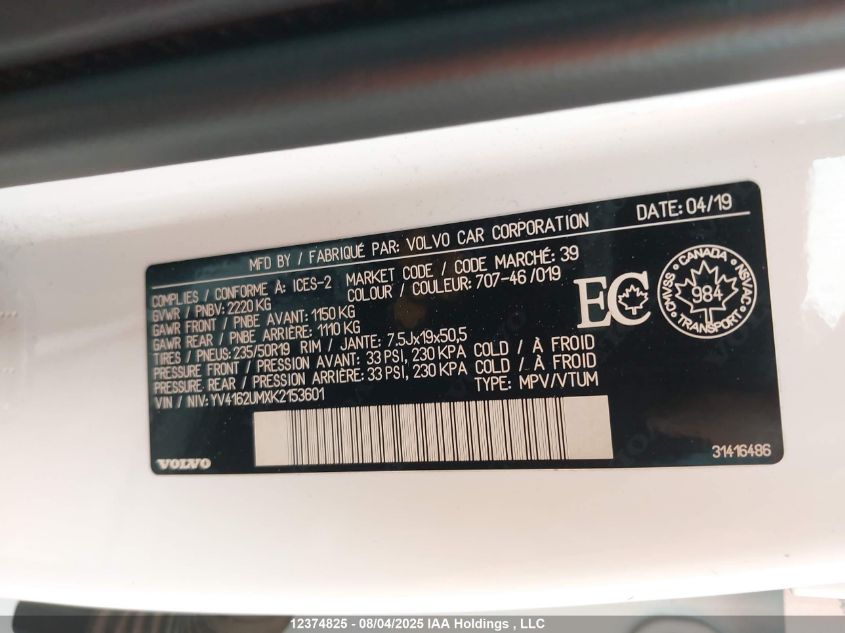 DATE: 04/19
MFD BY / FABRIQUÉ PAR: VOLVO CAR CORPORATION
COMPLIES / CONFORME À: ICES-2 MARKET CODE / CODE MARCHÉ: 39
GVWR / PNBV: 2220 KG COLOUR / COULEUR: 707-46 /019
GAWR FRONT / PNBE AVANT: 1150 KG
GAWR REAR / PNBE ARRIÈRE: 1110 KG
TIRES / PNEUS: 235/50R19 RIM / JANTE: 7.5Jx19x50,5
PRESSURE FRONT / PRESSION AVANT: 33 PSI, 230 KPA COLD / À FROID
PRESSURE REAR / PRESSION ARRIÈRE: 33 PSI, 230 KPA COLD / À FROID
VIN / NIV: YV4162UMXK2153601 TYPE: MPV/VTUM
EC
CANADA
CMVSS NSVAC
984
TRANSPORT
VOLVO
31416486
12374825 - 08/04/2025 IAA Holdings , LLC